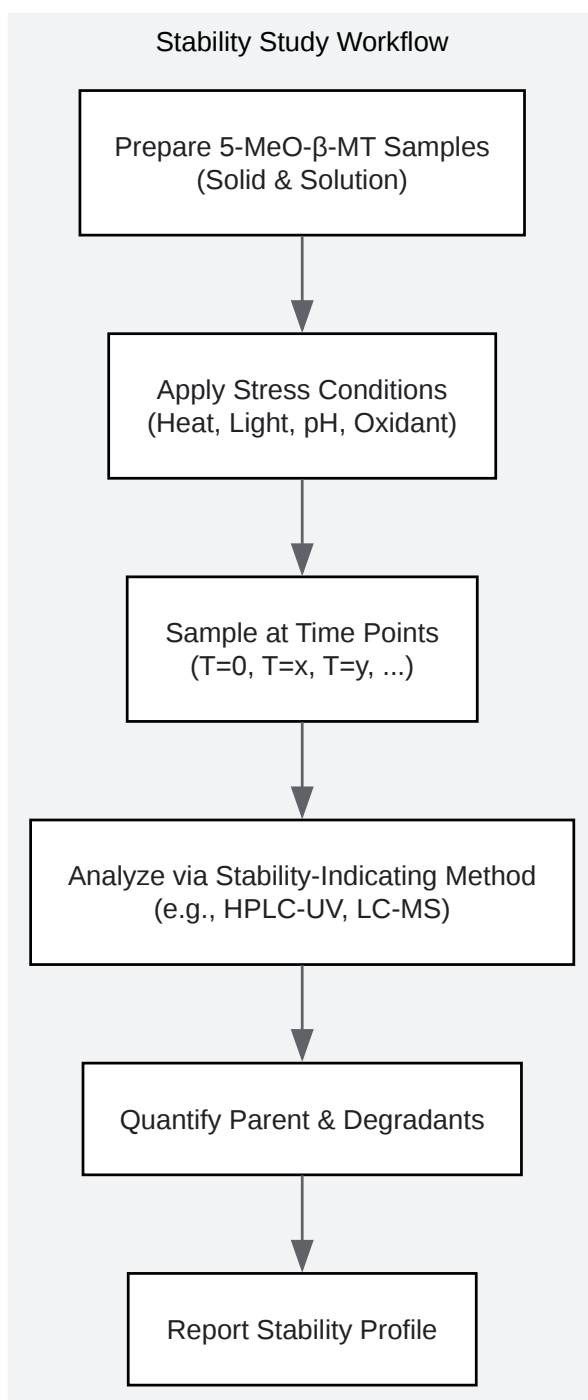 Stability Study Workflow
Prepare 5-MeO-β-MT Samples
(Solid & Solution)
Apply Stress Conditions
(Heat, Light, pH, Oxidant)
Sample at Time Points
(T=0, T=x, T=y, ...)
Analyze via Stability-Indicating Method
(e.g., HPLC-UV, LC-MS)
Quantify Parent & Degradants
Report Stability Profile